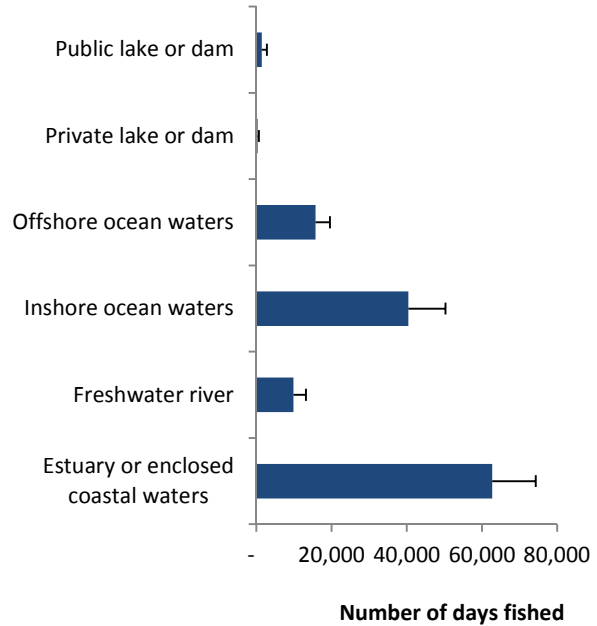 Public lake or dam
Private lake or dam
Offshore ocean waters
Inshore ocean waters
Freshwater river
Estuary or enclosed
coastal waters
- 20,000 40,000 60,000 80,000
Number of days fished